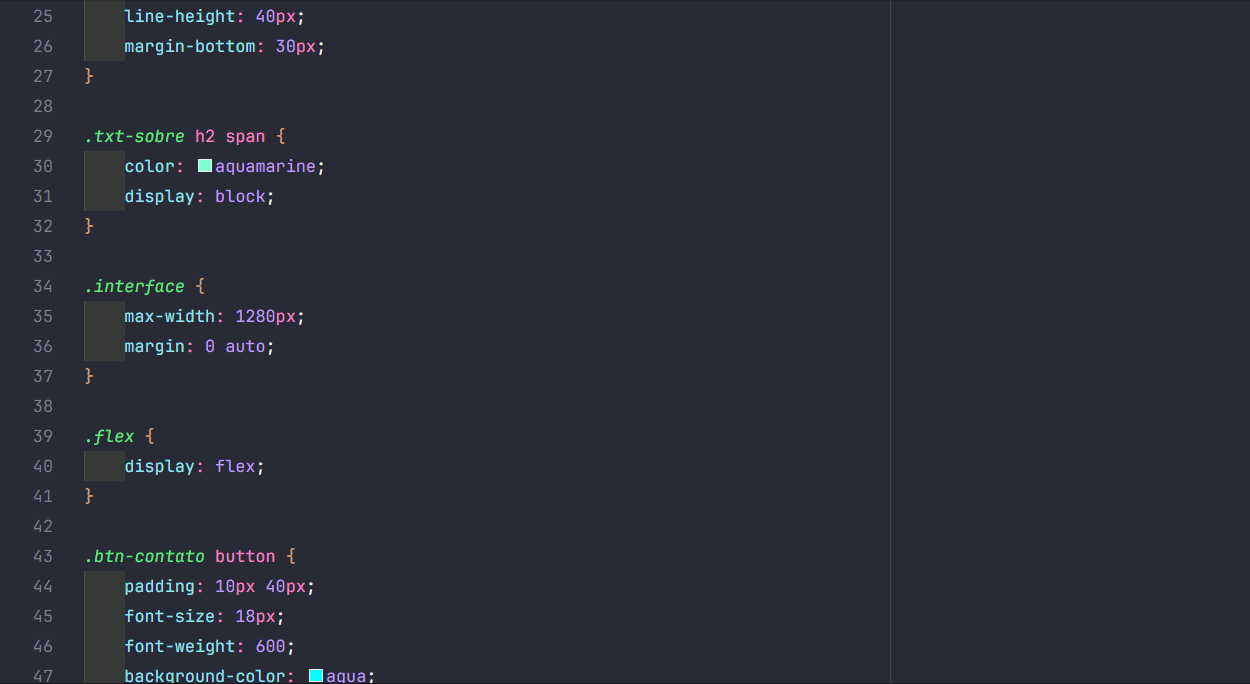 25 line-height: 40px;
26 margin-bottom: 30px;
27 }
28
29 .txt-sobre h2 span {
30 color: aquamarine;
31 display: block;
32 }
33
34 .interface {
35 max-width: 1280px;
36 margin: 0 auto;
37 }
38
39 .flex {
40 display: flex;
41 }
42
43 .btn-contato button {
44 padding: 10px 40px;
45 font-size: 18px;
46 font-weight: 600;
47 background-color: aqua;